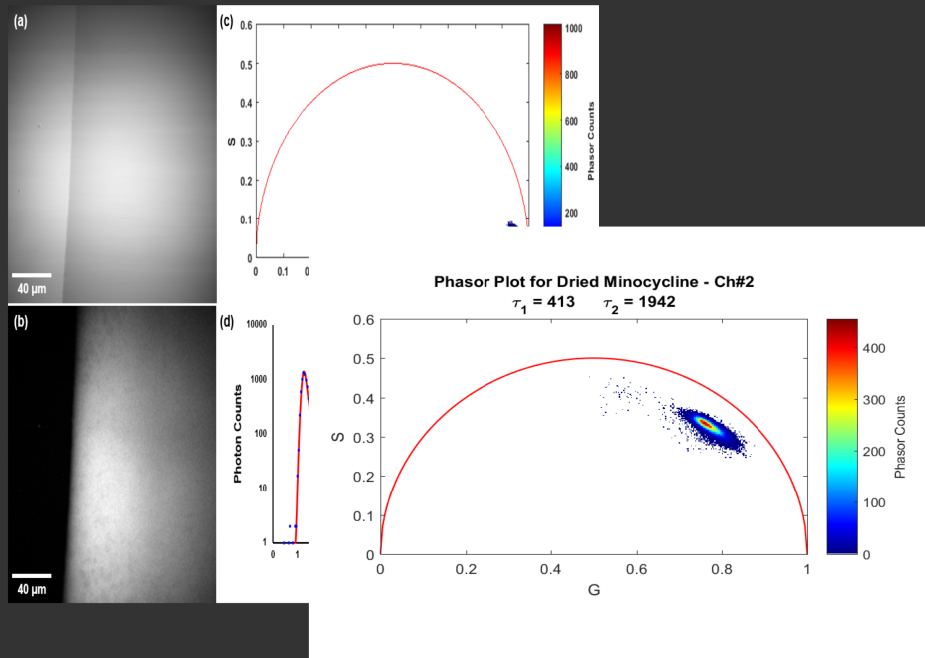 (a)
40 μm
(b)
40 μm
(c)
0.6
0.5
0.4
0.3
0.2
0.1
0
S
0 0.1 0
1000
800
600
400
200
Phasor Counts
(d)
10000
1000
100
10
1
Photon Counts
0 1
Phasor Plot for Dried Minocycline - Ch#2
τ1 = 413 τ2 = 1942
0.6
0.5
0.4
0.3
0.2
0.1
0
S
0 0.2 0.4 0.6 0.8 1
G
400
300
200
100
0
Phasor Counts